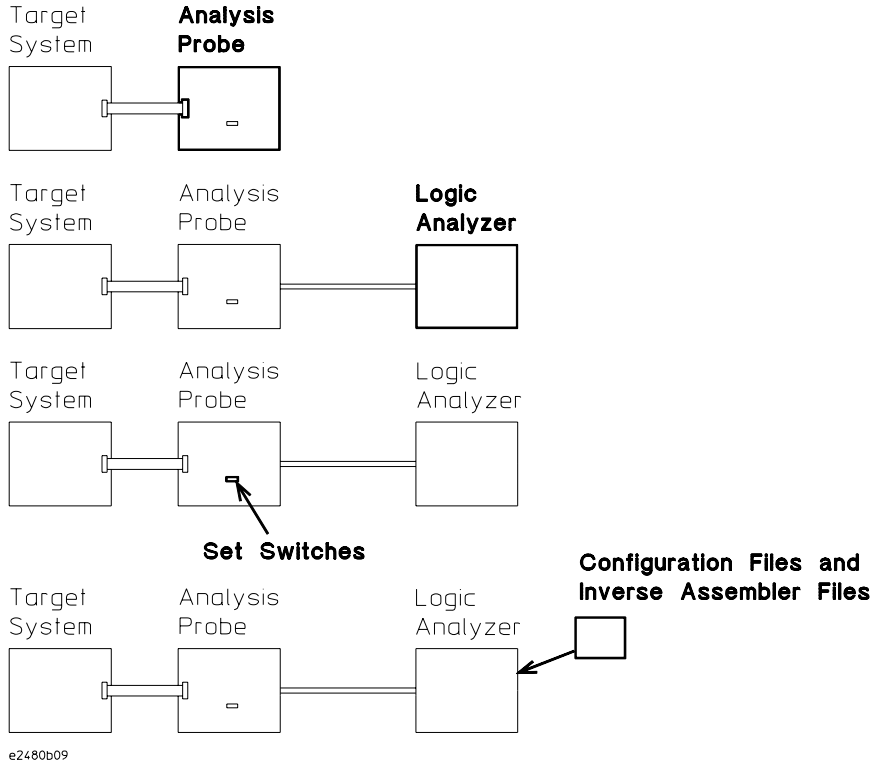 Target
System
Analysis
Probe
Target
System
Analysis
Probe
Logic
Analyzer
Target
System
Analysis
Probe
Logic
Analyzer
Set Switches
Configuration Files and
Inverse Assembler Files
Target
System
Analysis
Probe
Logic
Analyzer
e2480b09